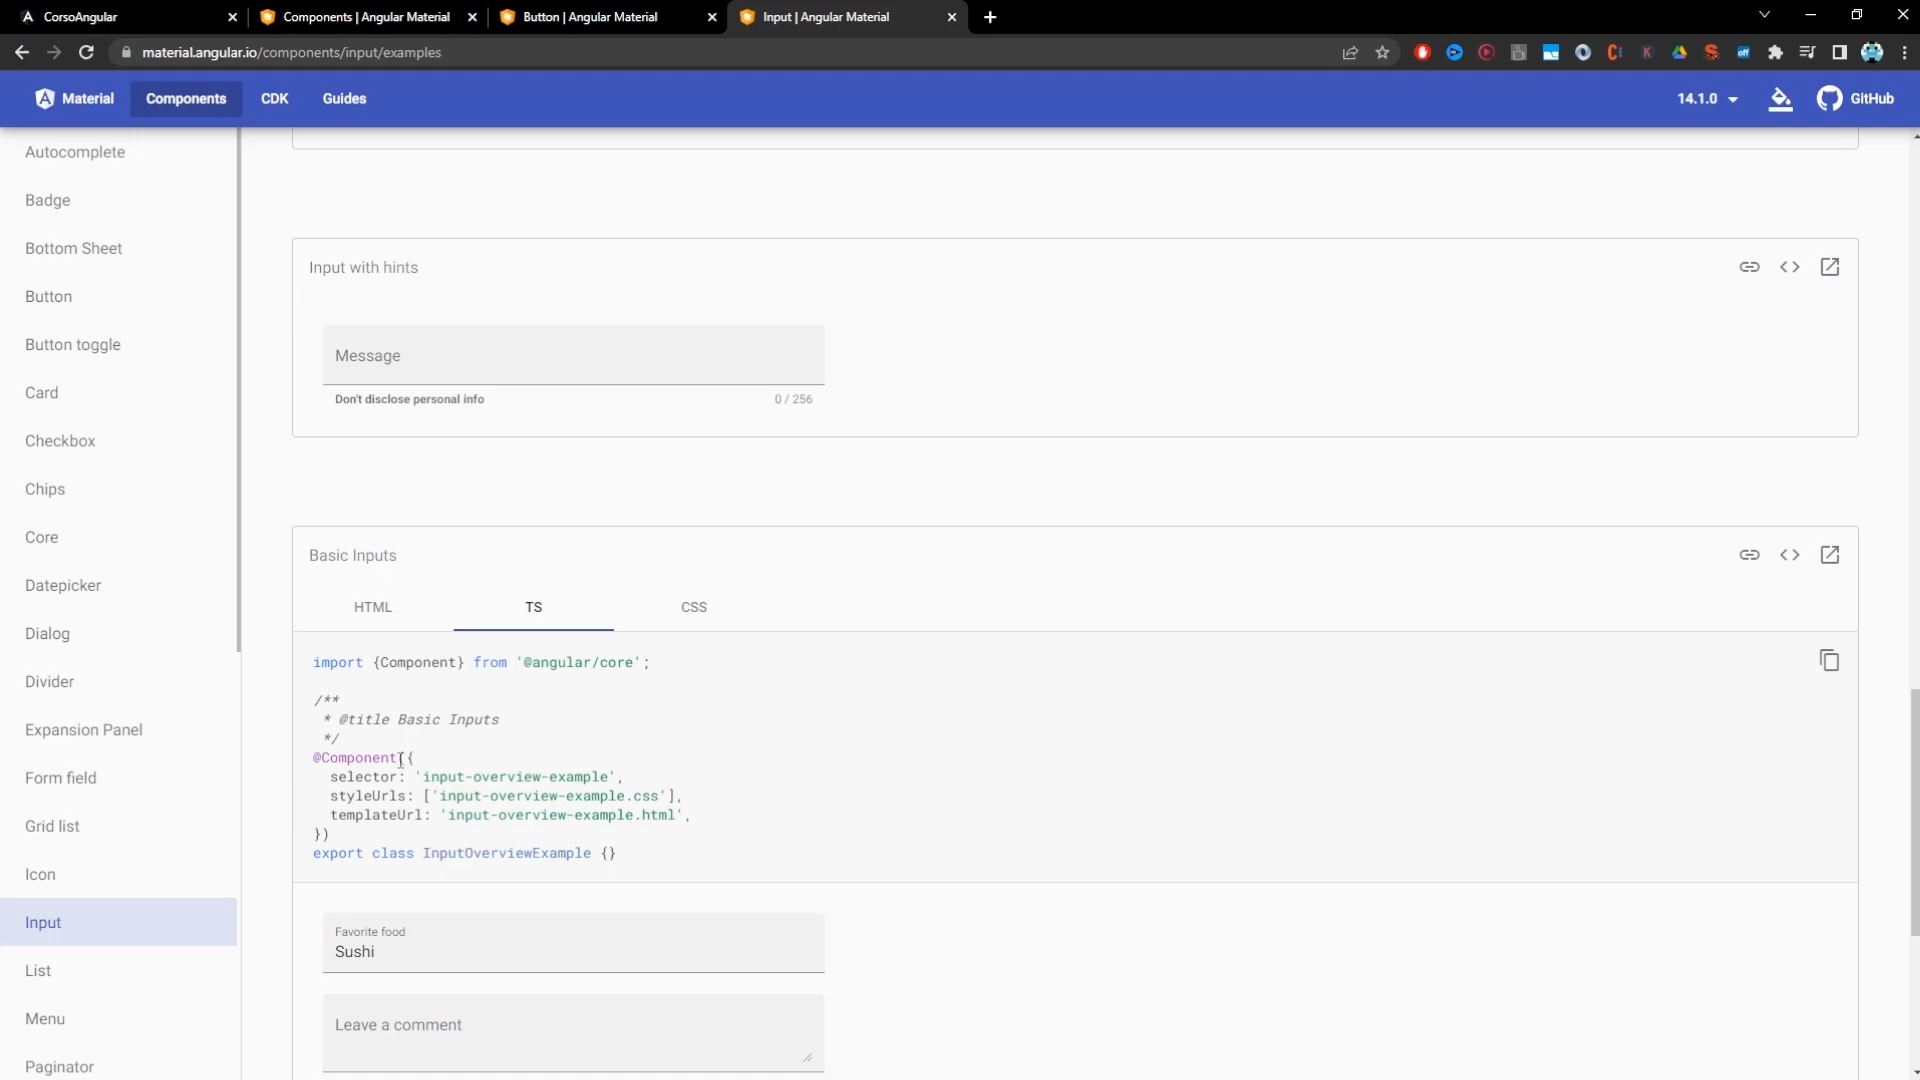 CorsoAngular
Components | Angular Material
Button | Angular Material
Input | Angular Material
material.angular.io/components/input/examples
Material
Components
CDK
Guides
14.1.0
GitHub
Autocomplete
Badge
Bottom Sheet
Button
Button toggle
Card
Checkbox
Chips
Core
Datepicker
Dialog
Divider
Expansion Panel
Form field
Grid list
Icon
Input
List
Menu
Paginator
Input with hints
Message
Don't disclose personal info
0 / 256
Basic Inputs
HTML
TS
CSS
import {Component} from '@angular/core';
/**
* @title Basic Inputs
*/
@Component({
selector: 'input-overview-example',
styleUrls: ['input-overview-example.css'],
templateUrl: 'input-overview-example.html',
})
export class InputOverviewExample {}
Favorite food
Sushi
Leave a comment